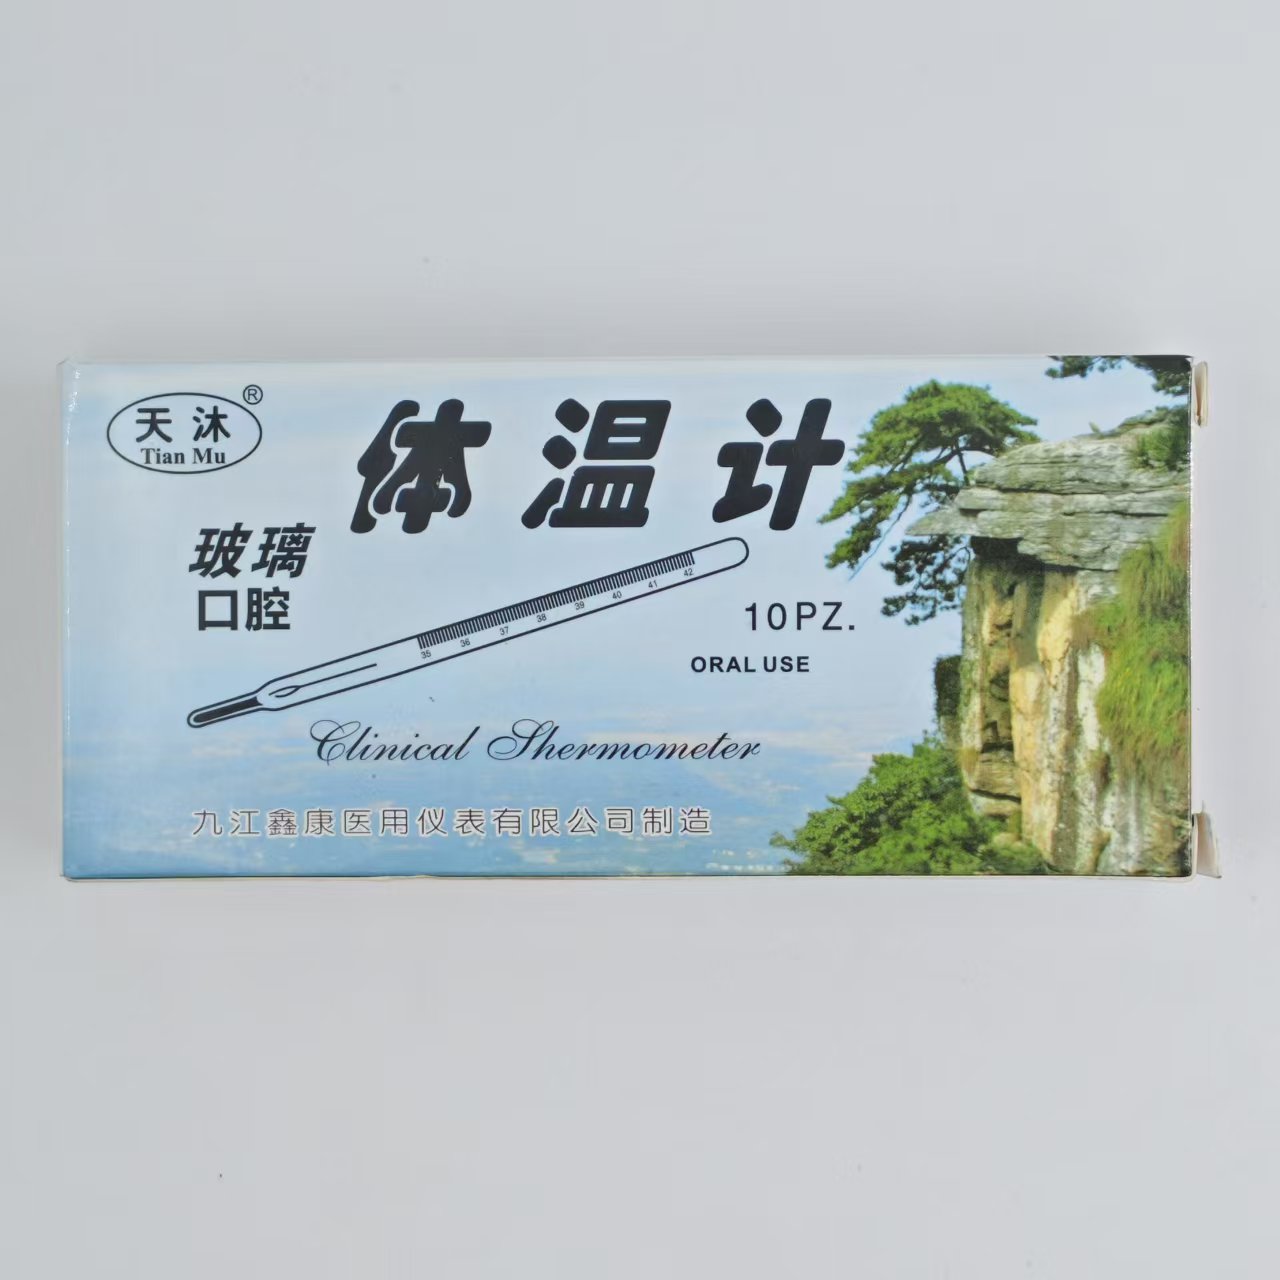 天沐®
Tian Mu
体温计
玻璃
口腔
35 36 37 38 39 40 41 42
10PZ.
ORAL USE
Clinical Thermometer
九江鑫康医用仪表有限公司制造